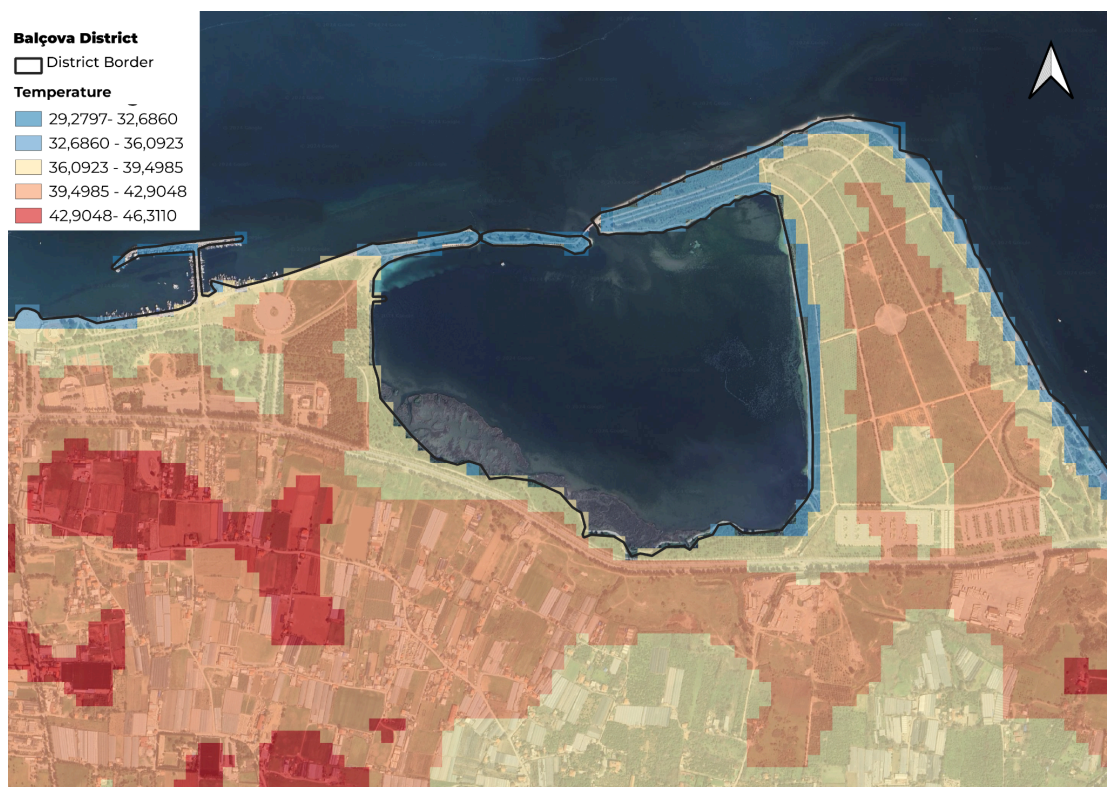 Balçova District
District Border
Temperature
29,2797- 32,6860
32,6860 - 36,0923
36,0923 - 39,4985
39,4985 - 42,9048
42,9048- 46,3110